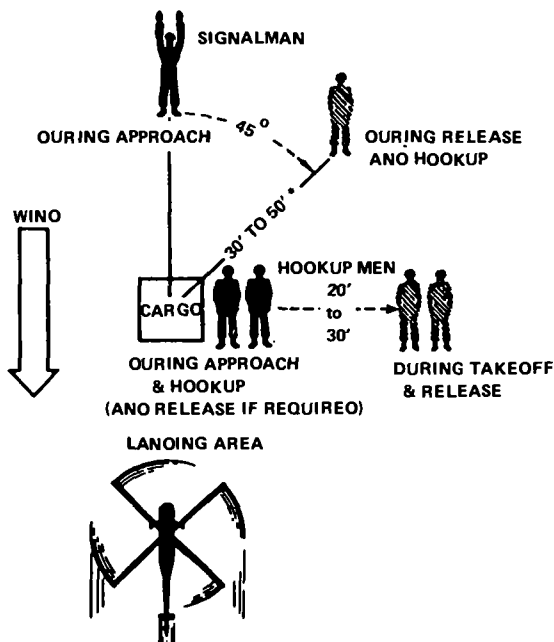 SIGNALMAN
OURING APPROACH
45°
OURING RELEASE
ANO HOOKUP
WINO
30' TO 50'
HOOKUP MEN
20'
to
30'
CARGO
OURING APPROACH
& HOOKUP
(ANO RELEASE IF REQUIRED)
DURING TAKEOFF
& RELEASE
LANOING AREA